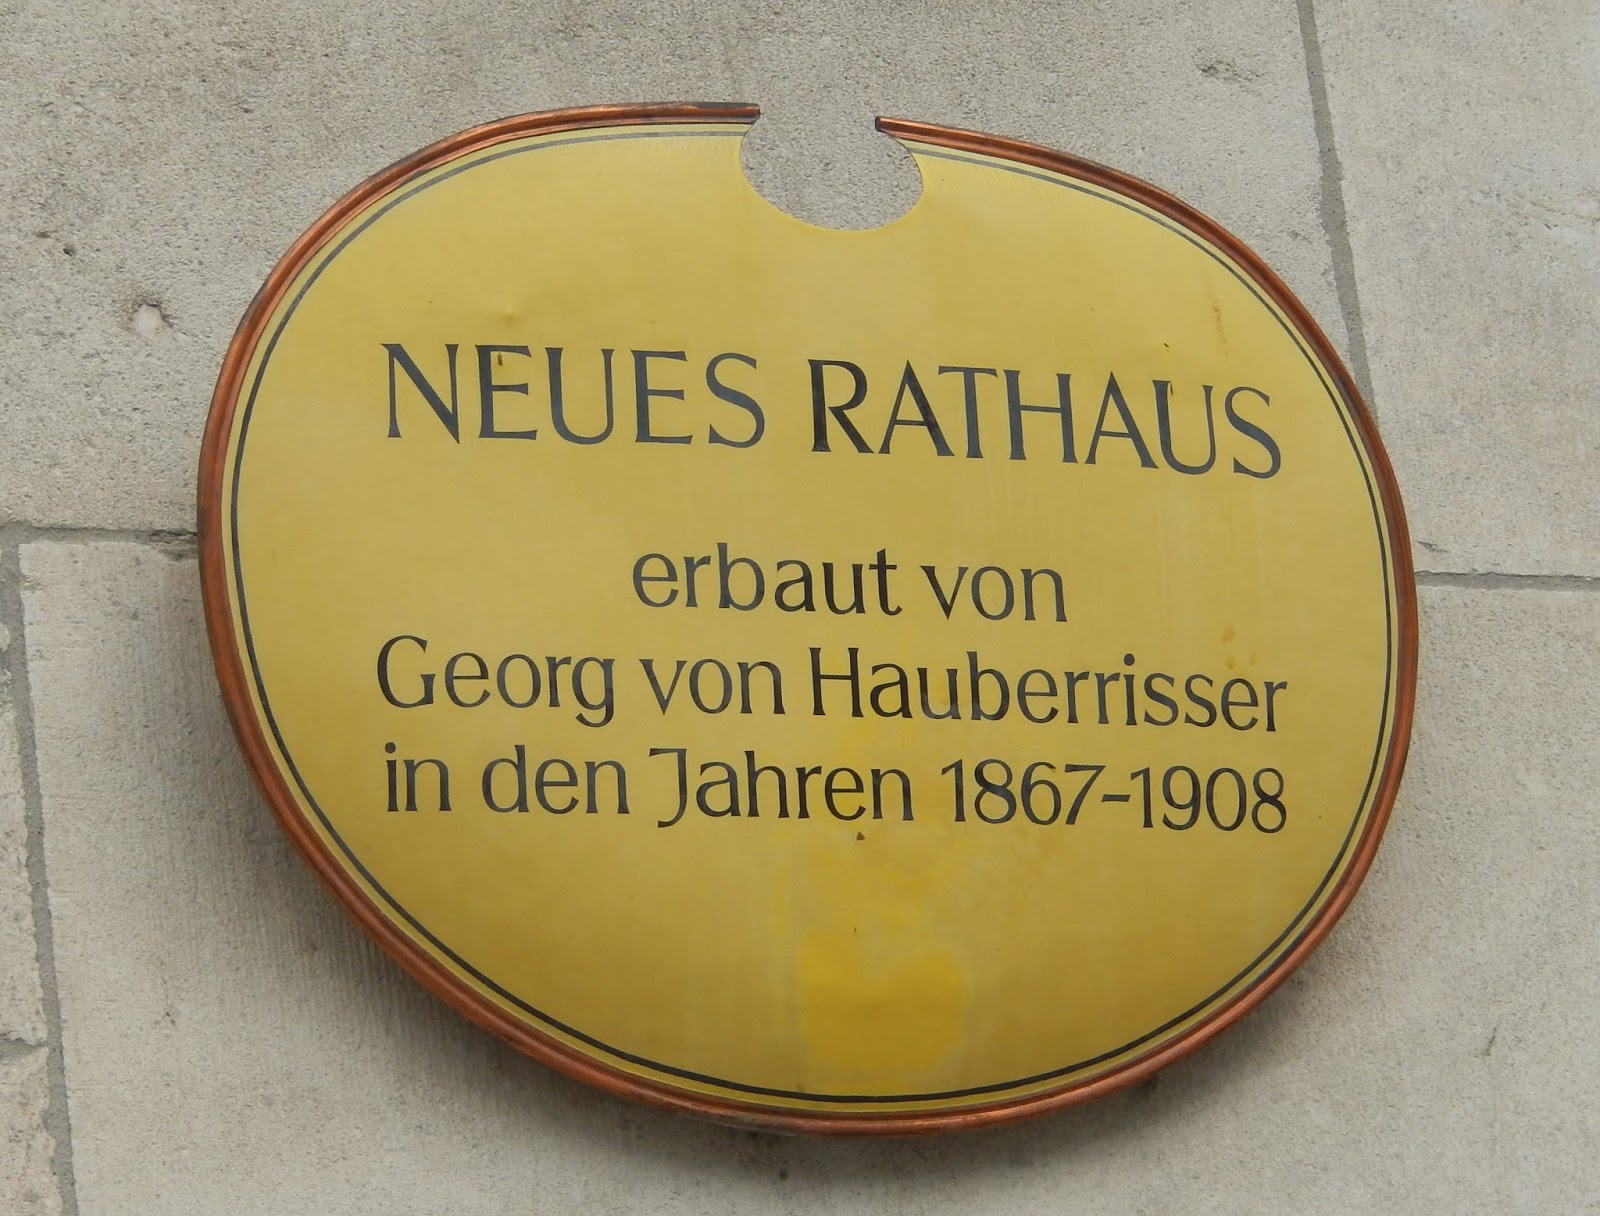 NEUES RATHAUS
erbaut von
Georg von Hauberrisser
in den Jahren 1867-1908